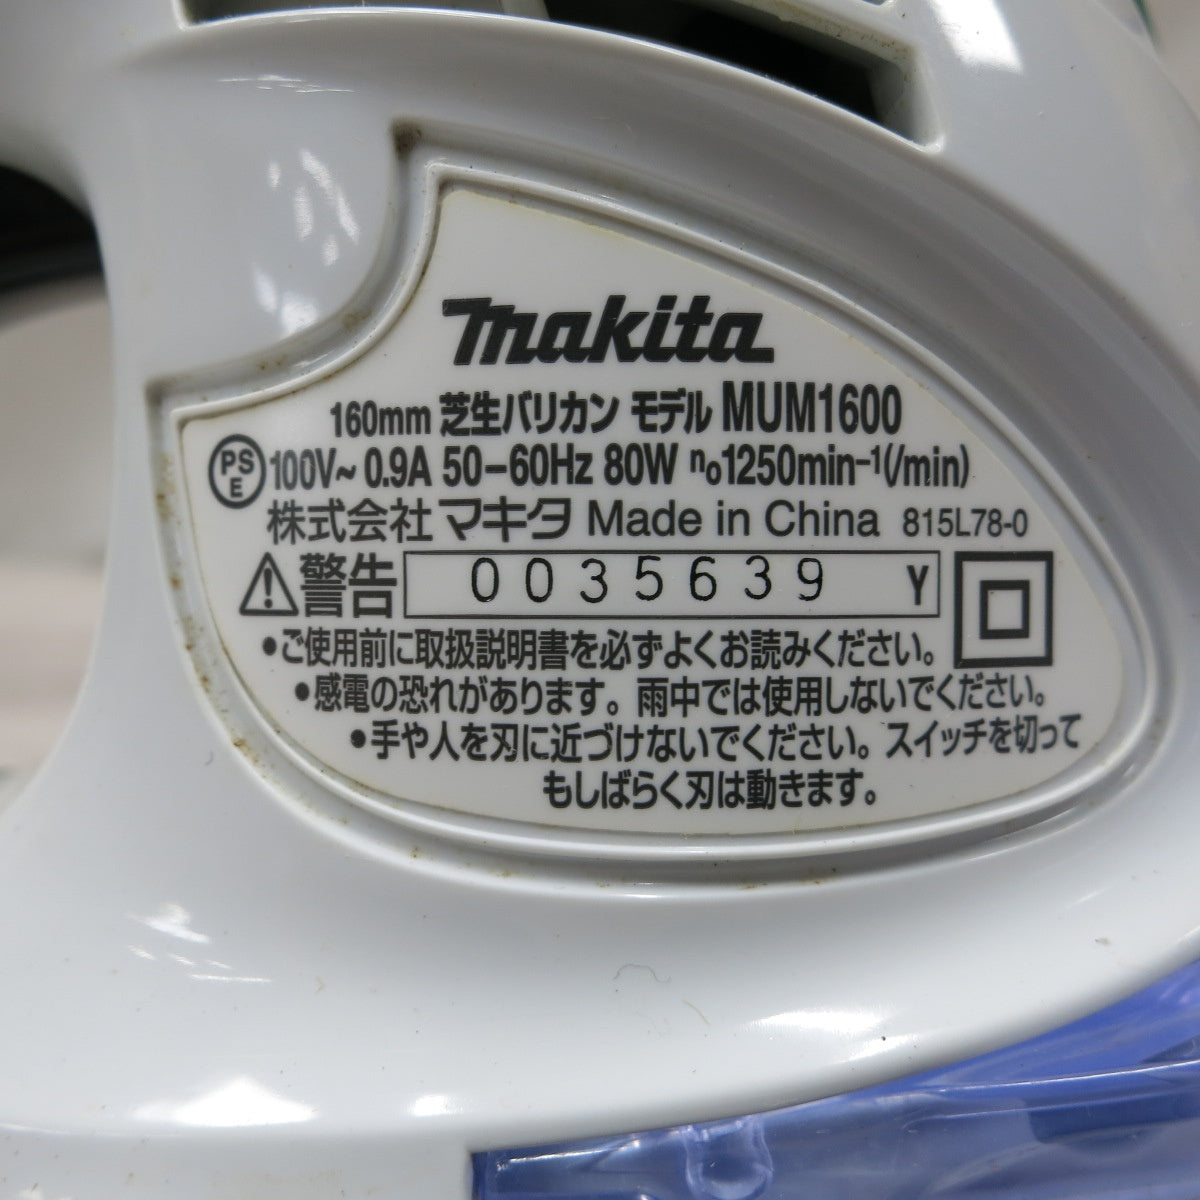 makita
160mm 芝生バリカン モデル MUM1600
PS E 100V~ 0.9A 50-60Hz 80W n₀1250min⁻¹(/min)
株式会社マキタ Made in China 815L78-0
警告 0035639 Y
•ご使用前に取扱説明書を必ずよくお読みください。
•感電の恐れがあります。雨中では使用しないでください。
•手や人を刃に近づけないでください。スイッチを切って
もしばらく刃は動きます。